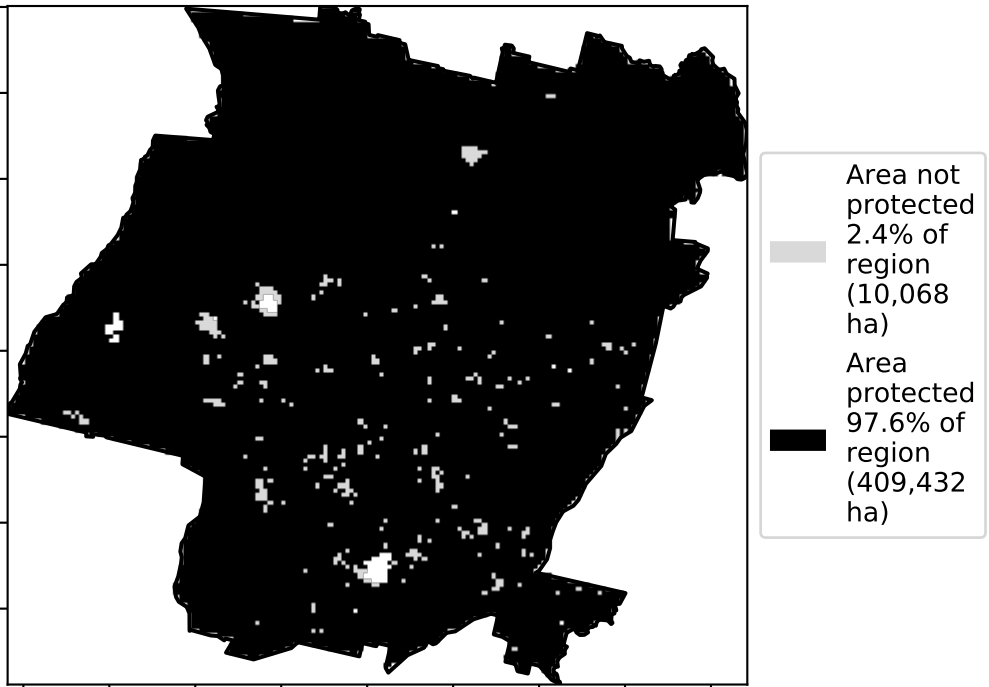 Area not
protected
2.4% of
region
(10,068
ha)
Area
protected
97.6% of
region
(409,432
ha)